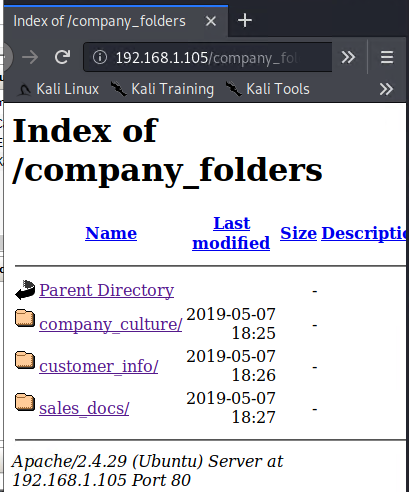 Index of /company_folders
192.168.1.105/company_fol
Kali Linux Kali Training Kali Tools
Index of
/company_folders
Name Last modified Size Descriptio
Parent Directory -
company_culture/ 2019-05-07 18:25 -
customer_info/ 2019-05-07 18:26 -
sales_docs/ 2019-05-07 18:27 -
Apache/2.4.29 (Ubuntu) Server at
192.168.1.105 Port 80